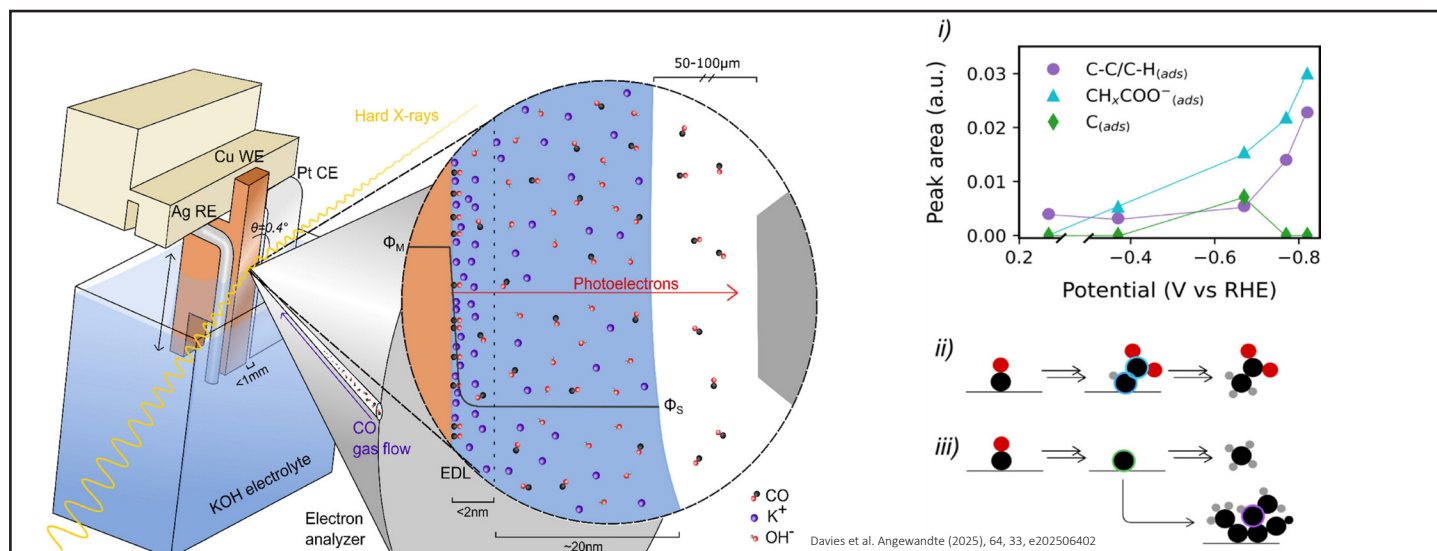 Hard X-rays
Cu WE
Pt CE
Ag RE
θ=0.4°
<1mm
KOH electrolyte
CO
gas flow
Electron
analyzer
50-100μm
Φ_M
Photoelectrons
Φ_S
EDL
<2nm
~20nm
CO
K⁺
OH⁻
i)
C-C/C-H(ads)
CHₓCOO⁻(ads)
C(ads)
Peak area (a.u.)
0.03
0.02
0.01
0.00
0.2
−0.4
−0.6
−0.8
Potential (V vs RHE)
ii)
iii)
Davies et al. Angewandte (2025), 64, 33, e202506402